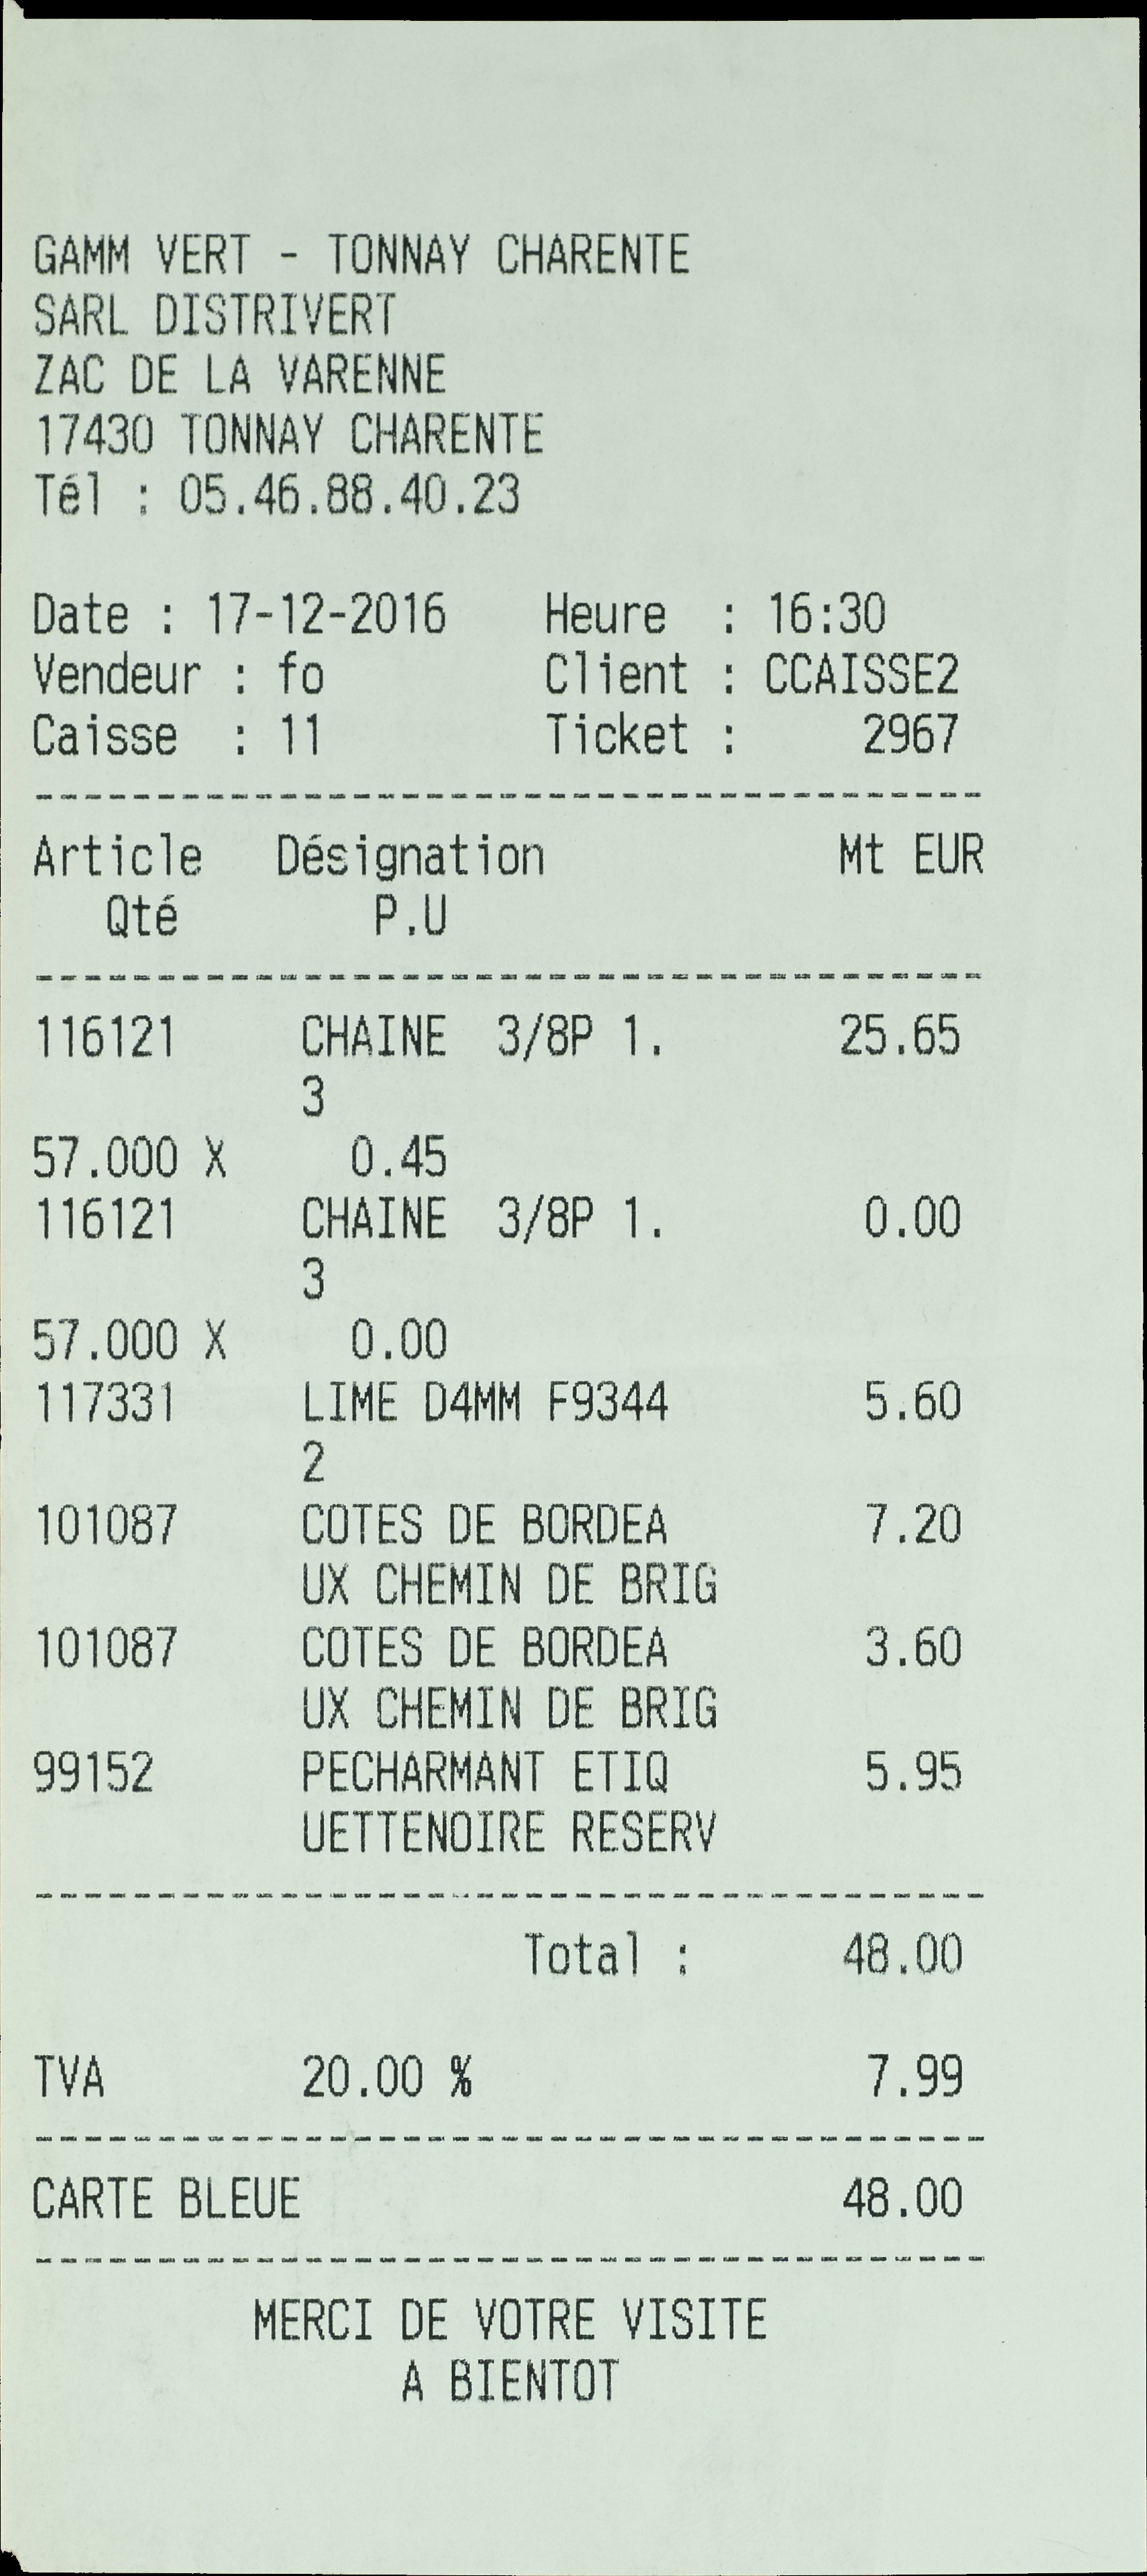 GAMM VERT - TONNAY CHARENTE
SARL DISTRIVERT
ZAC DE LA VARENNE
17430 TONNAY CHARENTE
Tél : 05.46.88.40.23
Date : 17-12-2016 Heure : 16:30
Vendeur : fo Client : CCAISSE2
Caisse : 11 Ticket : 2967
---------------------------------------
Article Désignation Mt EUR
Qté P.U
---------------------------------------
116121 CHAINE 3/8P 1. 25.65
3
57.000 X 0.45
116121 CHAINE 3/8P 1. 0.00
3
57.000 X 0.00
117331 LIME D4MM F9344 5.60
2
101087 COTES DE BORDEA 7.20
UX CHEMIN DE BRIG
101087 COTES DE BORDEA 3.60
UX CHEMIN DE BRIG
99152 PECHARMANT ETIQ 5.95
UETTENOIRE RESERV
---------------------------------------
Total : 48.00
TVA 20.00 % 7.99
---------------------------------------
CARTE BLEUE 48.00
---------------------------------------
MERCI DE VOTRE VISITE
A BIENTOT